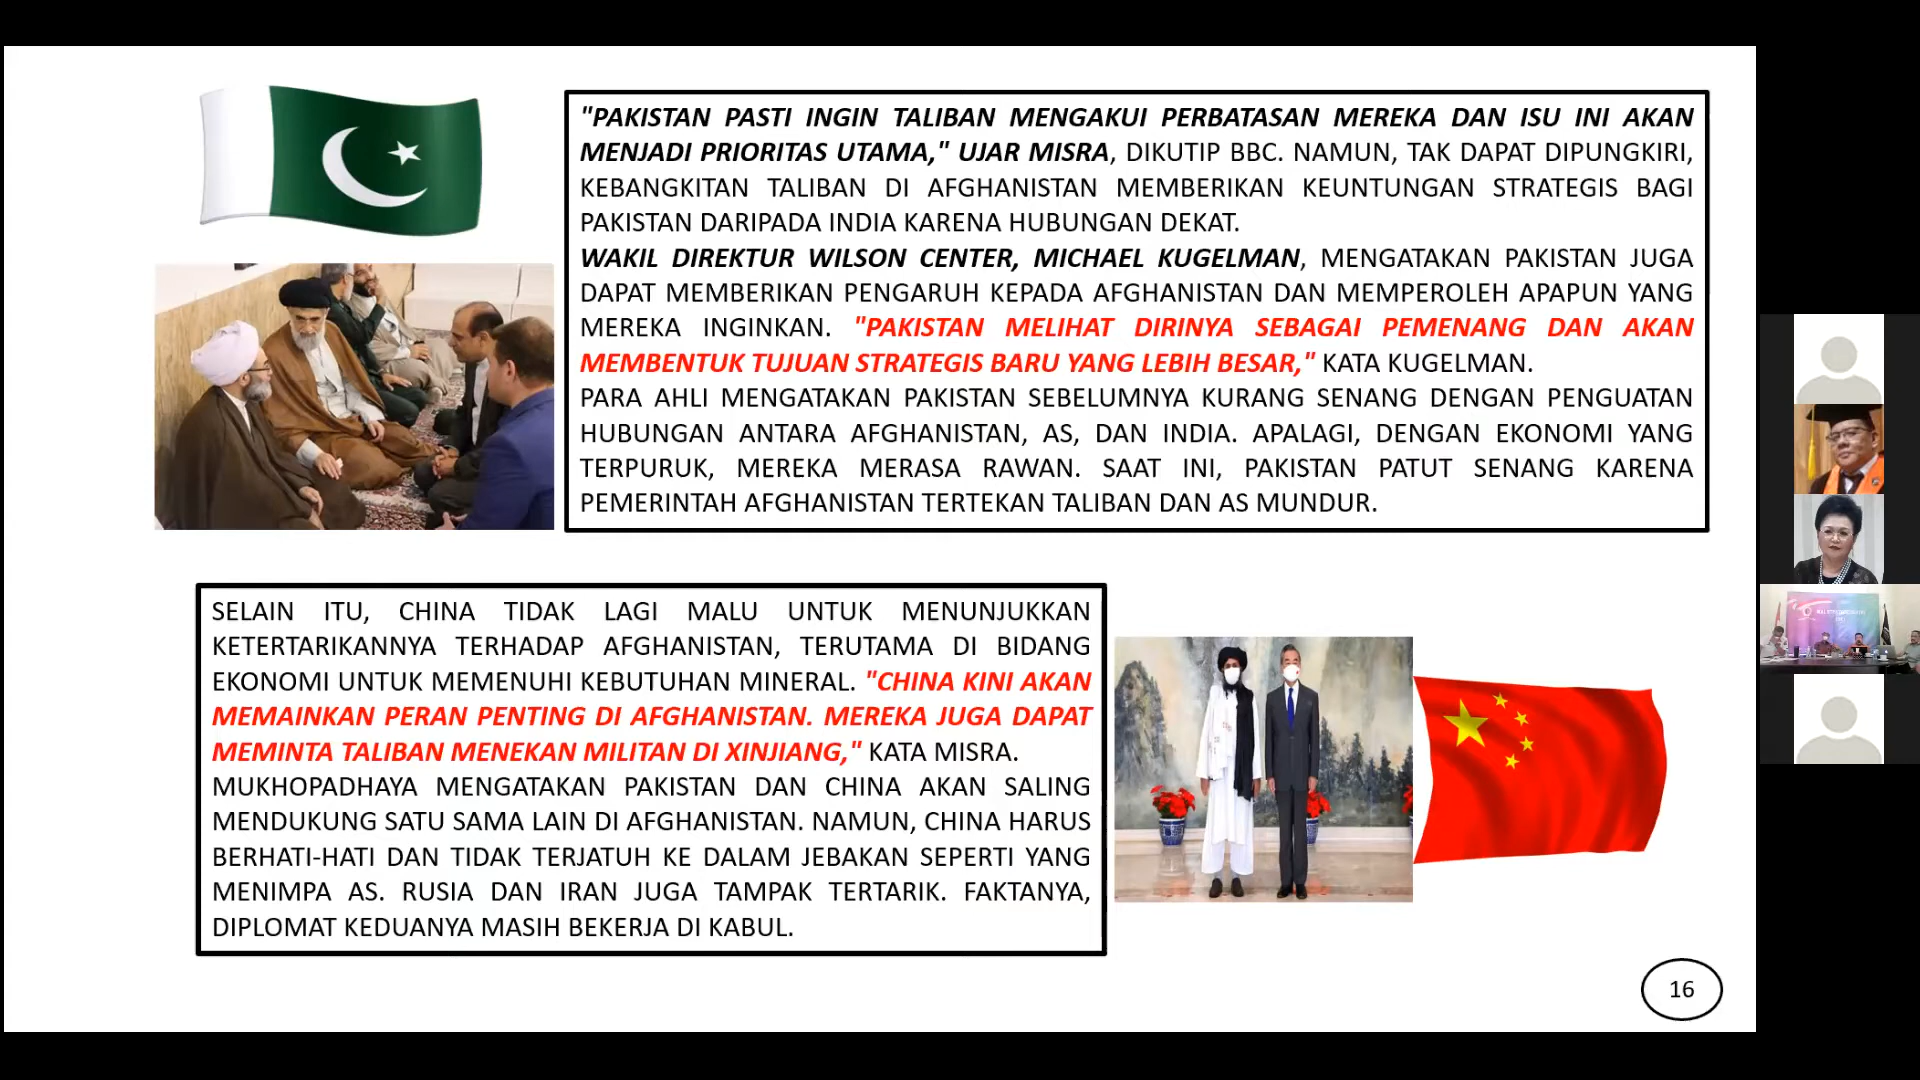 "PAKISTAN PASTI INGIN TALIBAN MENGAKUI PERBATASAN MEREKA DAN ISU INI AKAN
MENJADI PRIORITAS UTAMA," UJAR MISRA, DIKUTIP BBC. NAMUN, TAK DAPAT DIPUNGKIRI,
KEBANGKITAN TALIBAN DI AFGHANISTAN MEMBERIKAN KEUNTUNGAN STRATEGIS BAGI
PAKISTAN DARIPADA INDIA KARENA HUBUNGAN DEKAT.
WAKIL DIREKTUR WILSON CENTER, MICHAEL KUGELMAN, MENGATAKAN PAKISTAN JUGA
DAPAT MEMBERIKAN PENGARUH KEPADA AFGHANISTAN DAN MEMPEROLEH APAPUN YANG
MEREKA INGINKAN. "PAKISTAN MELIHAT DIRINYA SEBAGAI PEMENANG DAN AKAN
MEMBENTUK TUJUAN STRATEGIS BARU YANG LEBIH BESAR," KATA KUGELMAN.
PARA AHLI MENGATAKAN PAKISTAN SEBELUMNYA KURANG SENANG DENGAN PENGUATAN
HUBUNGAN ANTARA AFGHANISTAN, AS, DAN INDIA. APALAGI, DENGAN EKONOMI YANG
TERPURUK, MEREKA MERASA RAWAN. SAAT INI, PAKISTAN PATUT SENANG KARENA
PEMERINTAH AFGHANISTAN TERTEKAN TALIBAN DAN AS MUNDUR.
SELAIN ITU, CHINA TIDAK LAGI MALU UNTUK MENUNJUKKAN
KETERTARIKANNYA TERHADAP AFGHANISTAN, TERUTAMA DI BIDANG
EKONOMI UNTUK MEMENUHI KEBUTUHAN MINERAL. "CHINA KINI AKAN
MEMAINKAN PERAN PENTING DI AFGHANISTAN. MEREKA JUGA DAPAT
MEMINTA TALIBAN MENEKAN MILITAN DI XINJIANG," KATA MISRA.
MUKHOPADHAYA MENGATAKAN PAKISTAN DAN CHINA AKAN SALING
MENDUKUNG SATU SAMA LAIN DI AFGHANISTAN. NAMUN, CHINA HARUS
BERHATI-HATI DAN TIDAK TERJATUH KE DALAM JEBAKAN SEPERTI YANG
MENIMPA AS. RUSIA DAN IRAN JUGA TAMPAK TERTARIK. FAKTANYA,
DIPLOMAT KEDUANYA MASIH BEKERJA DI KABUL.
16